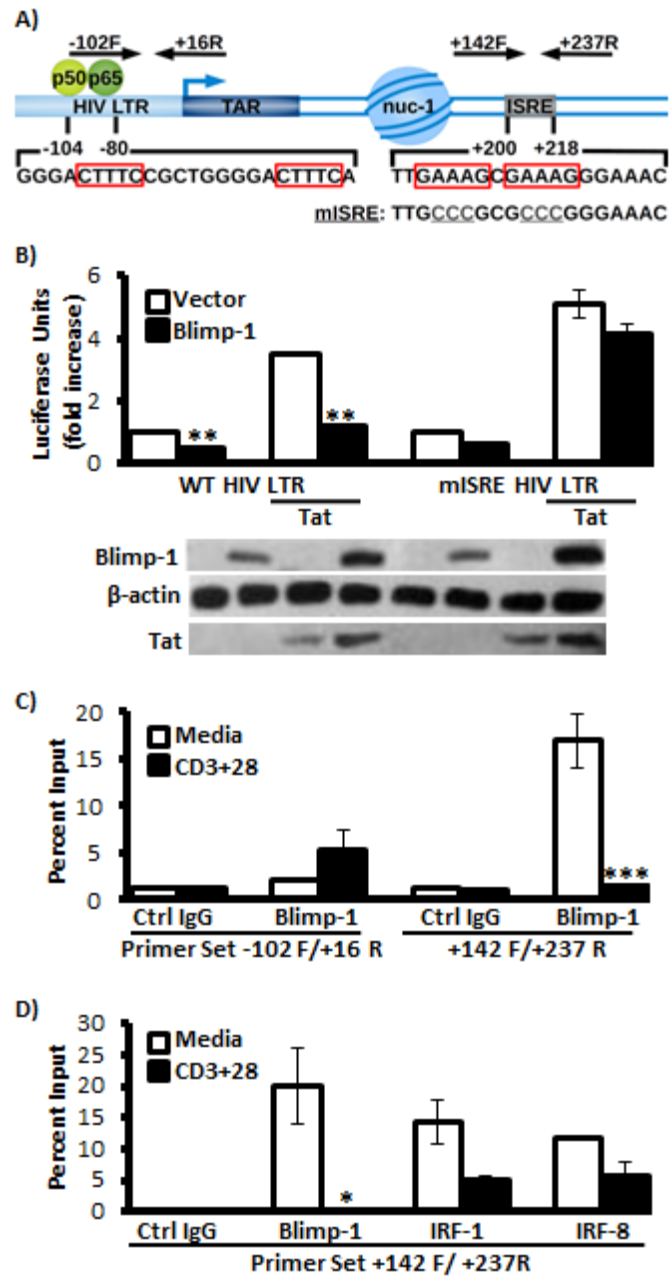 A)
-102F +16R +142F +237R
p50 p65
HIV LTR TAR nuc-1 ISRE
-104 -80 +200 +218
GGGACTTTCCGCTGGGGACTTTCA TTGAAAGCGAAAGGGAAAC
mISRE: TTGCCCGCGCCCGGGAAAC
B)
Luciferase Units
(fold increase)
6
4
2
0
Vector
Blimp-1
** **
WT HIV LTR mISRE HIV LTR
Tat Tat
Blimp-1
β-actin
Tat
C)
Percent Input
20
15
10
5
0
Media
CD3+28
***
Ctrl IgG Blimp-1 Ctrl IgG Blimp-1
Primer Set -102 F/+16 R +142 F/+237 R
D)
Percent Input
30
25
20
15
10
5
0
Media
CD3+28
*
Ctrl IgG Blimp-1 IRF-1 IRF-8
Primer Set +142 F/ +237R